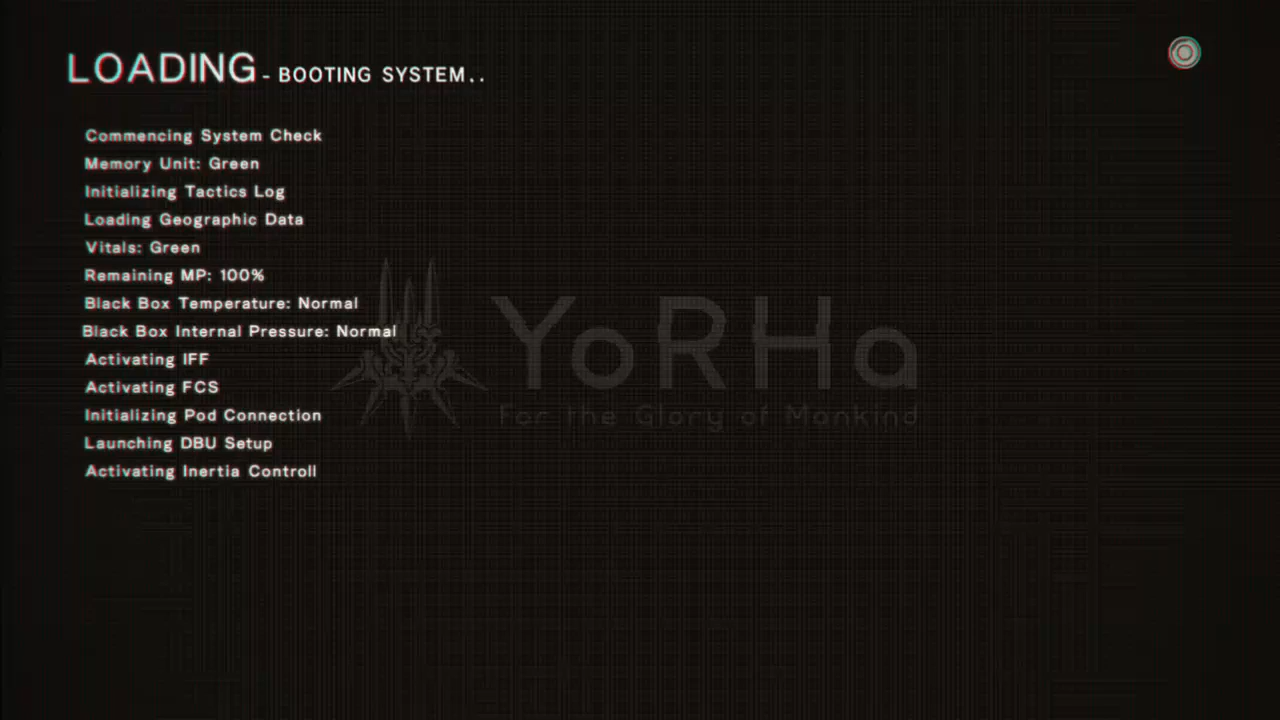 LOADING - BOOTING SYSTEM..
Commencing System Check
Memory Unit: Green
Initializing Tactics Log
Loading Geographic Data
Vitals: Green
Remaining MP: 100%
Black Box Temperature: Normal
Black Box Internal Pressure: Normal
Activating IFF
Activating FCS
Initializing Pod Connection
Launching DBU Setup
Activating Inertia Controll
YoRHa
For the Glory of Mankind